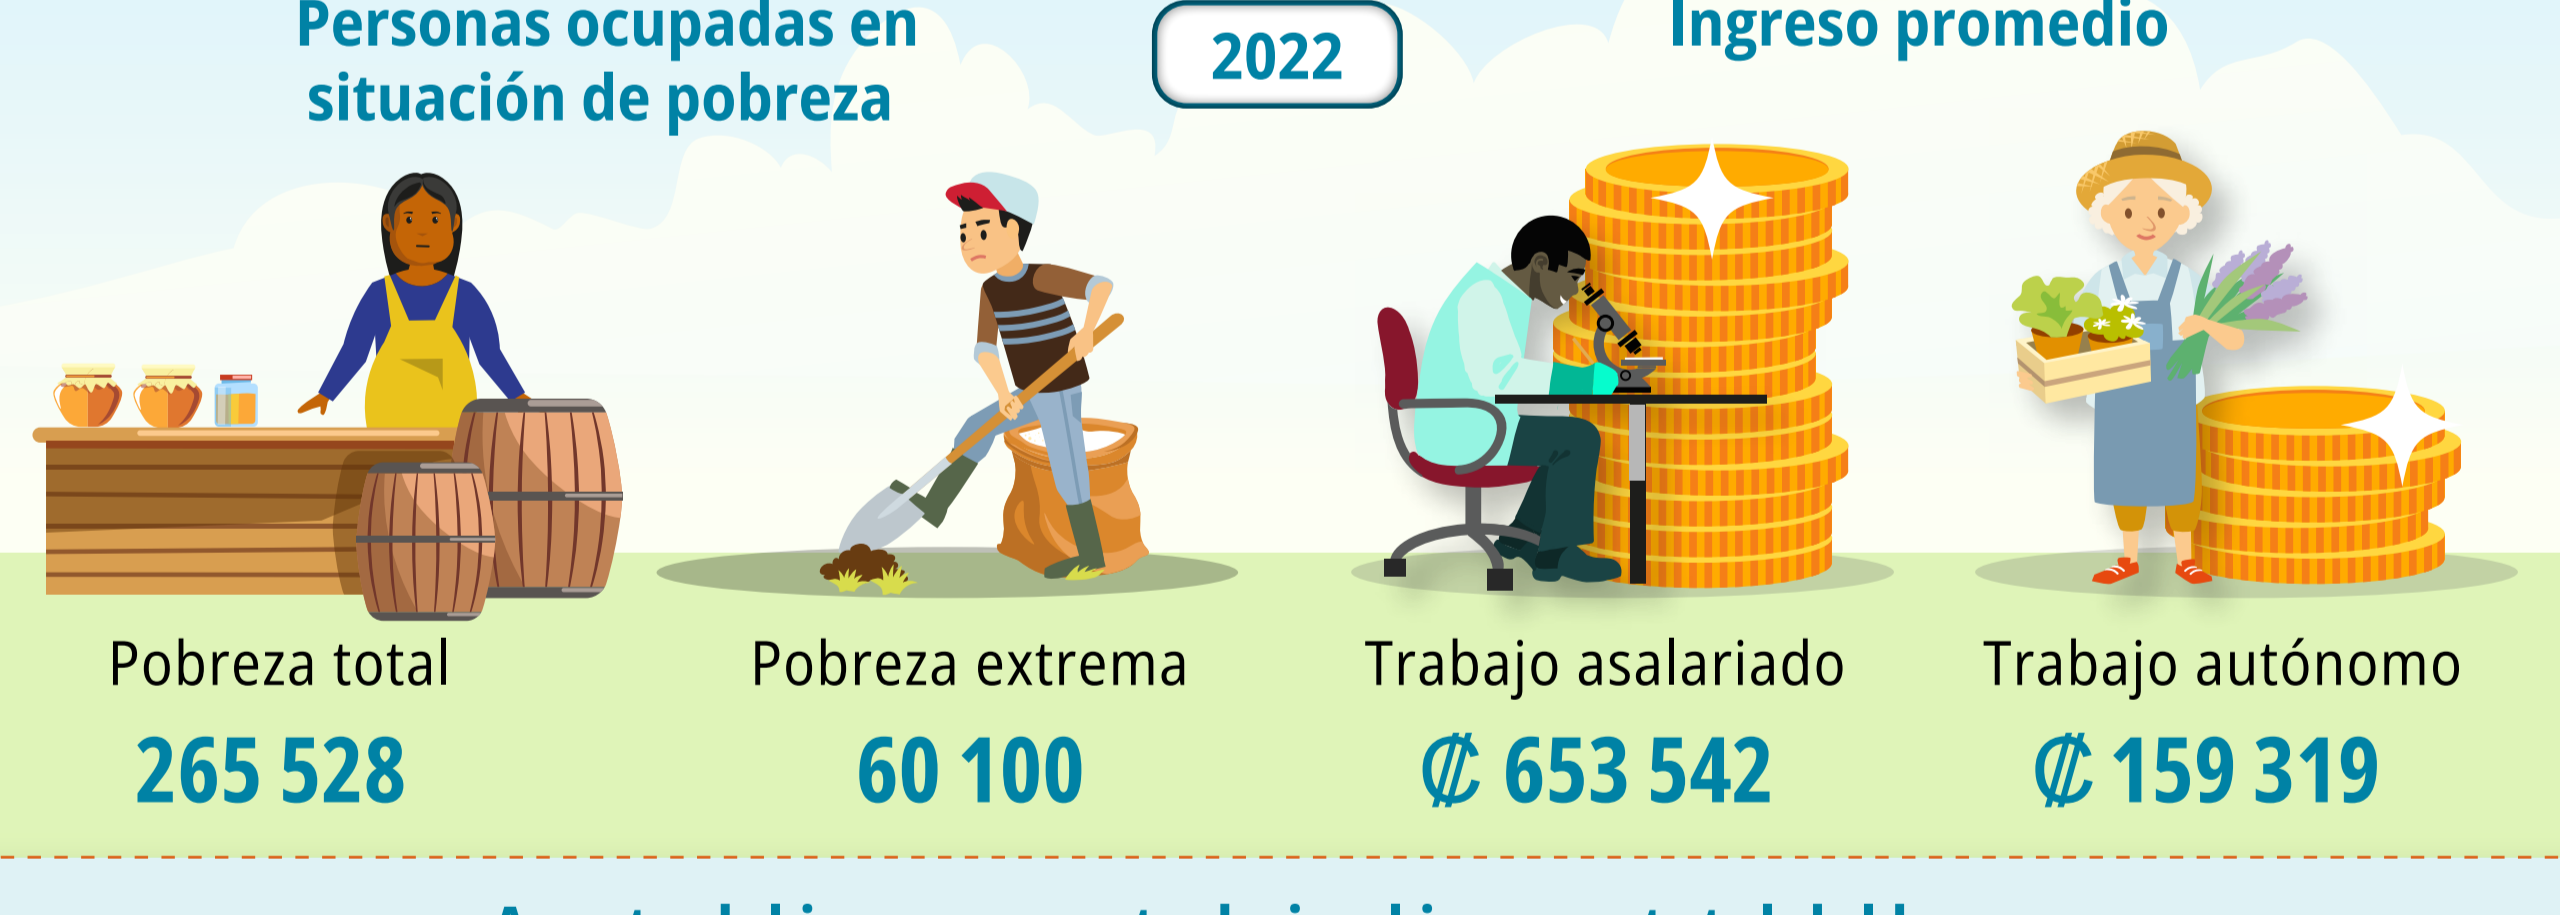 Personas ocupadas en
situación de pobreza
2022
Ingreso promedio
Pobreza total
265 528
Pobreza extrema
60 100
Trabajo asalariado
₡ 653 542
Trabajo autónomo
₡ 159 319